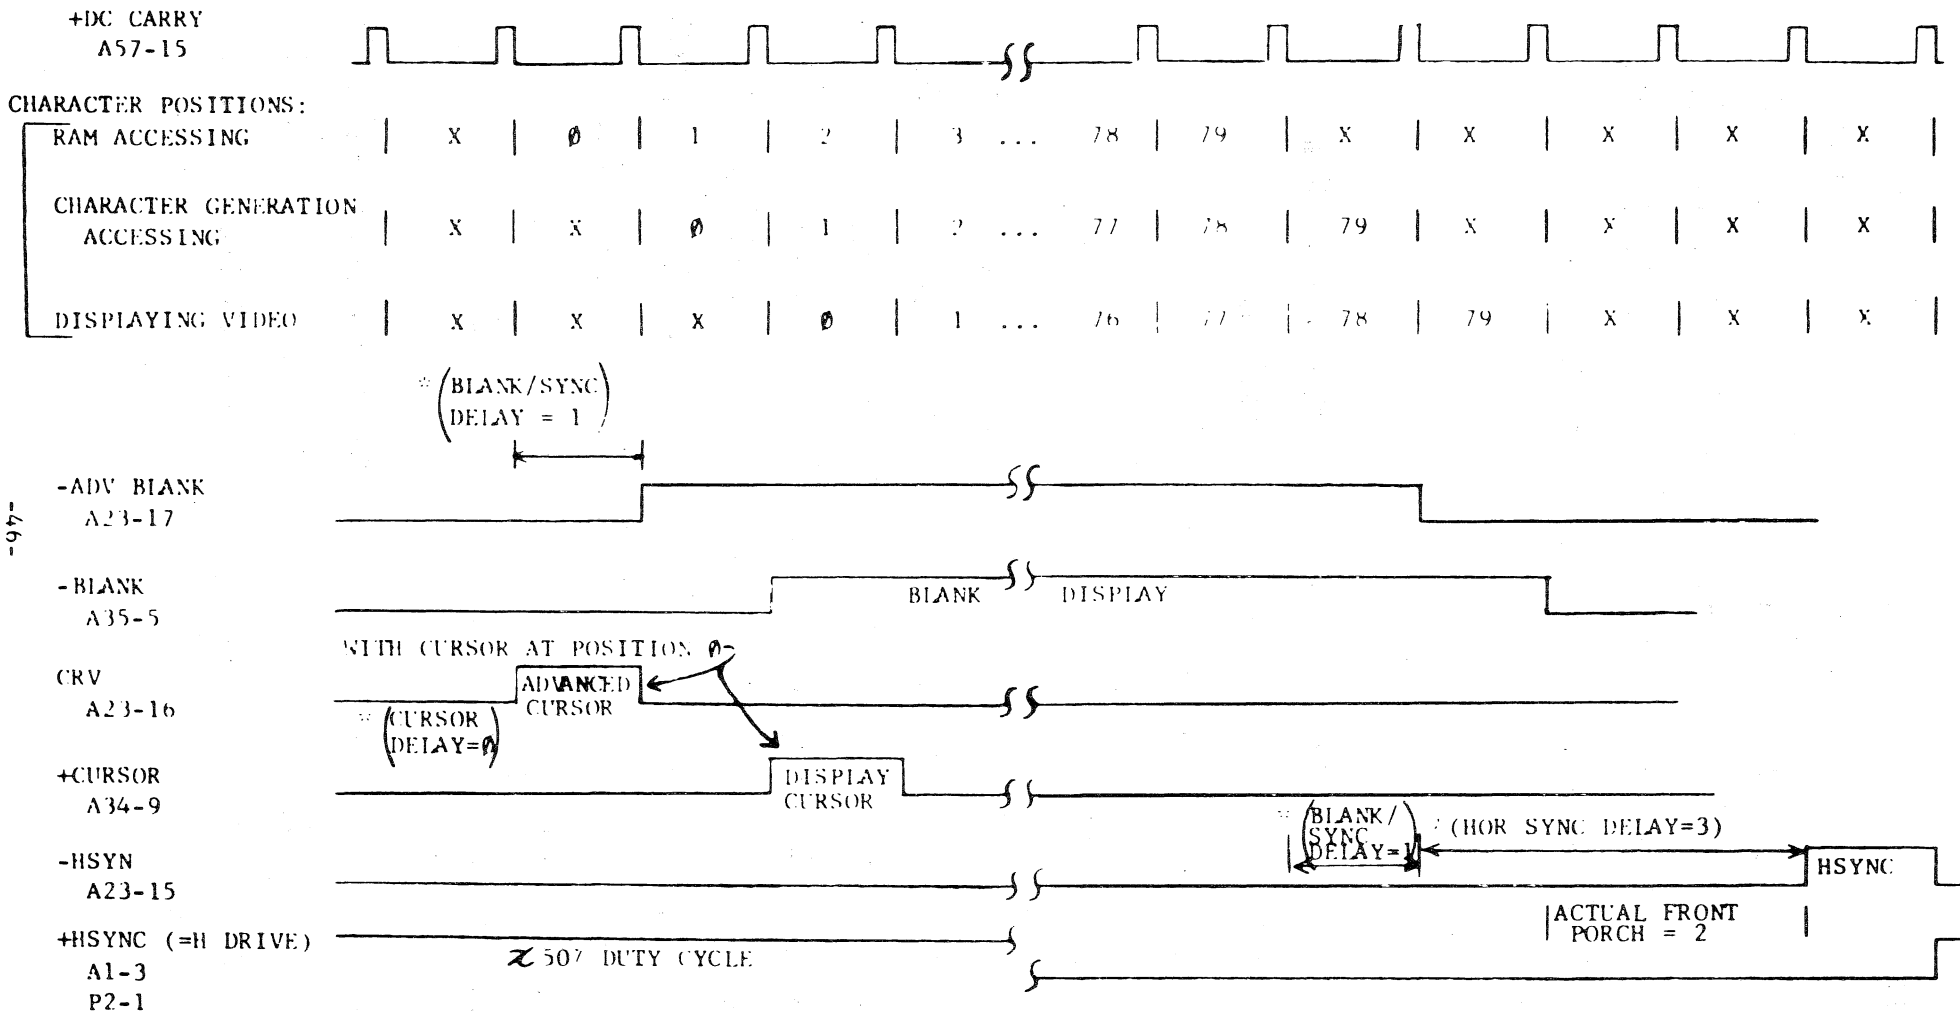 +DC CARRY
A57-15
CHARACTER POSITIONS:
RAM ACCESSING | X | Ø | 1 | 2 | 3 ... 78 | 79 | X | X | X | X | X |
CHARACTER GENERATION
ACCESSING | X | X | Ø | 1 | 2 ... 77 | 78 | 79 | X | X | X | X |
DISPLAYING VIDEO | X | X | X | Ø | 1 ... 76 | 77 | 78 | 79 | X | X | X |
* (BLANK/SYNC
DELAY = 1)
-ADV BLANK
A23-17
-46-
-BLANK
A35-5
BLANK DISPLAY
WITH CURSOR AT POSITION Ø
CRV
A23-16
ADVANCED
CURSOR
* (CURSOR
DELAY=Ø)
+CURSOR
A34-9
DISPLAY
CURSOR
* (BLANK/
SYNC
DELAY=1)
(HOR SYNC DELAY=3)
-HSYN
A23-15
HSYNC
ACTUAL FRONT
PORCH = 2
+HSYNC (=H DRIVE)
A1-3
P2-1
≈ 50% DUTY CYCLE